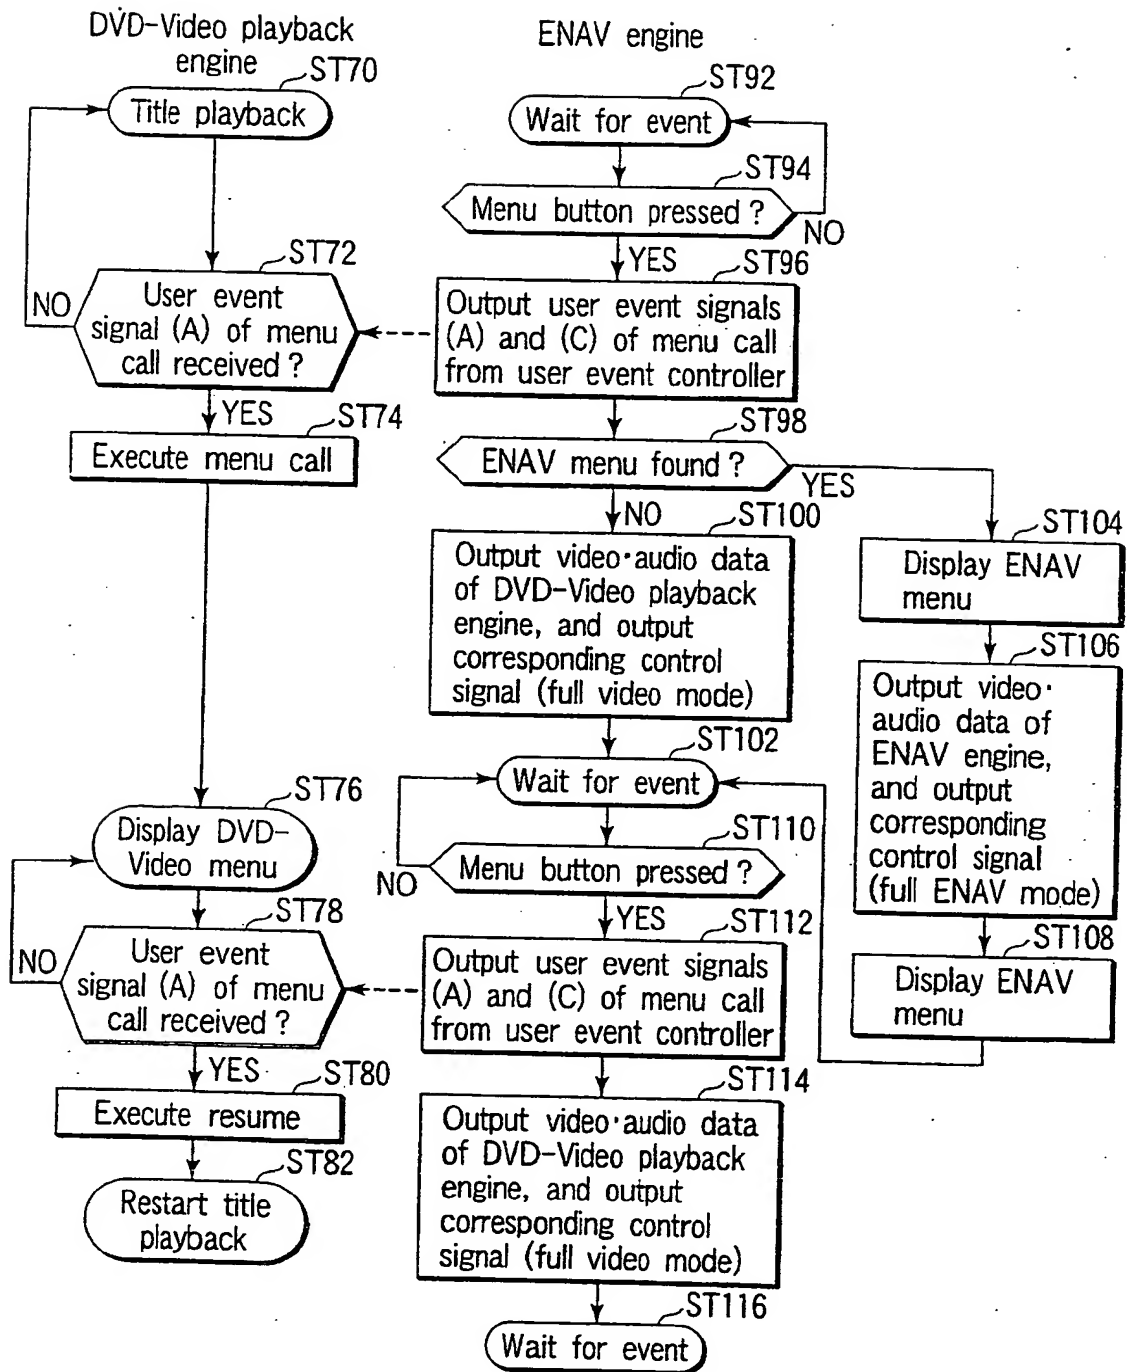 DVD-Video playback
engine
ST70
Title playback
ST72
User event
signal (A) of menu
call received ?
NO
YES
ST74
Execute menu call
ST76
Display DVD-
Video menu
ST78
User event
signal (A) of menu
call received ?
NO
YES
ST80
Execute resume
ST82
Restart title
playback
ENAV engine
ST92
Wait for event
ST94
Menu button pressed ?
NO
YES
ST96
Output user event signals
(A) and (C) of menu call
from user event controller
ST98
ENAV menu found ?
YES
NO
ST100
Output video·audio data
of DVD-Video playback
engine, and output
corresponding control
signal (full video mode)
ST102
Wait for event
ST110
Menu button pressed ?
NO
YES
ST112
Output user event signals
(A) and (C) of menu call
from user event controller
ST114
Output video·audio data
of DVD-Video playback
engine, and output
corresponding control
signal (full video mode)
ST116
Wait for event
ST104
Display ENAV
menu
ST106
Output video·
audio data of
ENAV engine,
and output
corresponding
control signal
(full ENAV mode)
ST108
Display ENAV
menu